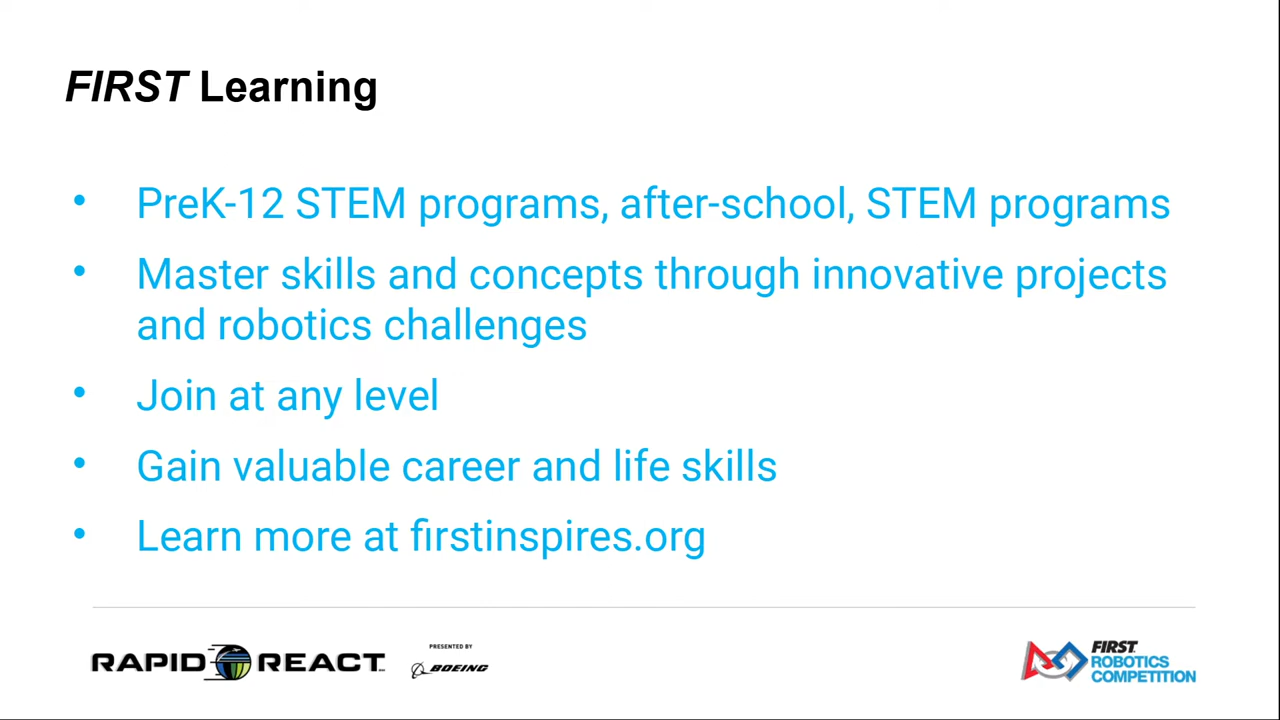 FIRST Learning
• PreK-12 STEM programs, after-school, STEM programs
• Master skills and concepts through innovative projects
and robotics challenges
• Join at any level
• Gain valuable career and life skills
• Learn more at firstinspires.org
RAPID REACT
PRESENTED BY
BOEING
FIRST
ROBOTICS
COMPETITION